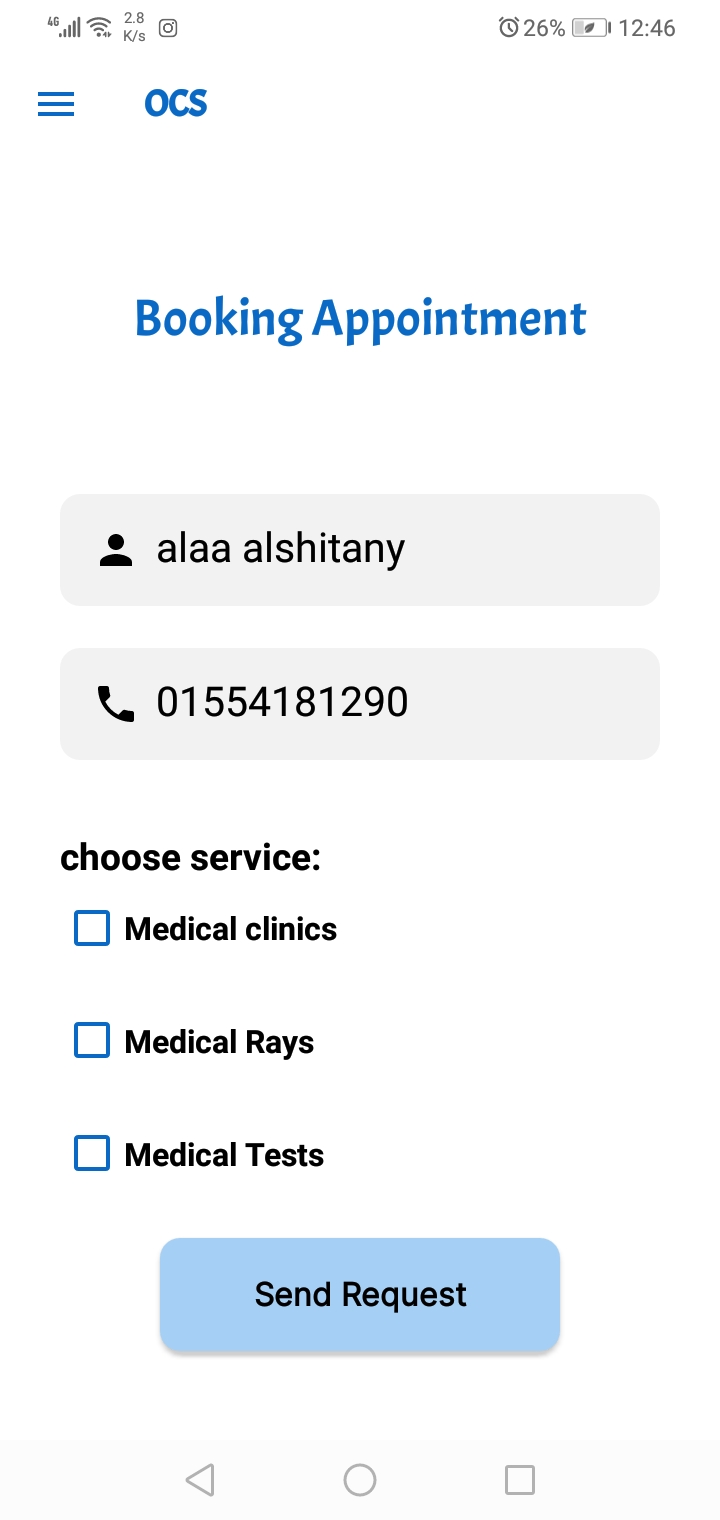 4G 2.8 K/s 26% 12:46
OCS
Booking Appointment
alaa alshitany
01554181290
choose service:
Medical clinics
Medical Rays
Medical Tests
Send Request